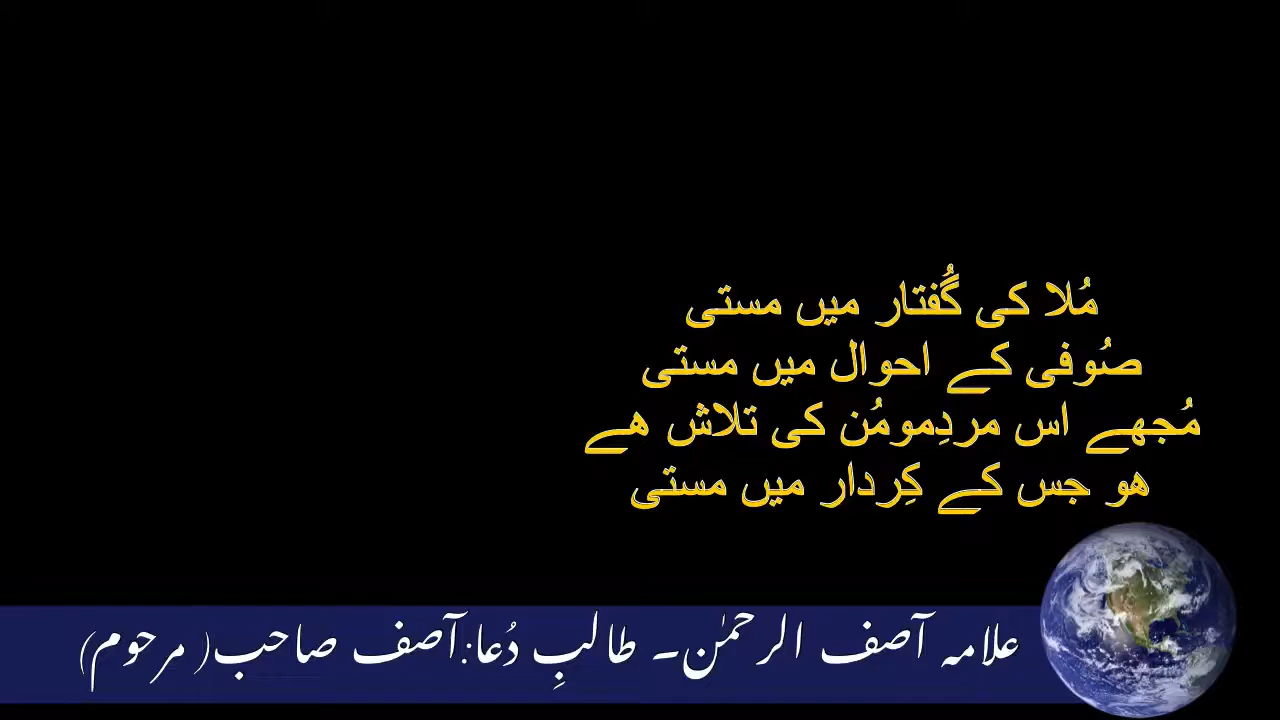 مُلا کی گُفتار میں مستی
صُوفی کے احوال میں مستی
مُجھے اس مردِمومُن کی تلاش ھے
ھو جس کے کِردار میں مستی
علامہ آصف الرحمٰن۔ طالبِ دُعا:آصف صاحب(مرحوم)